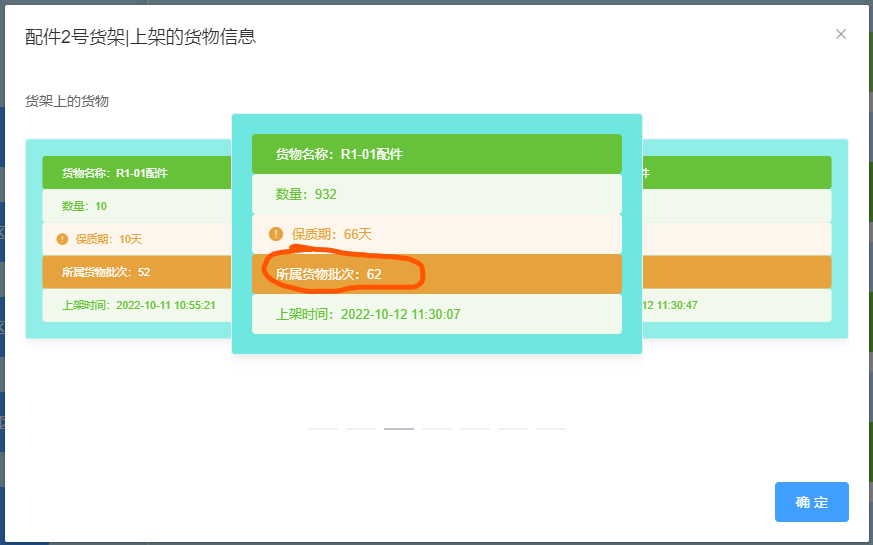 配件2号货架|上架的货物信息
货架上的货物
货物名称：R1-01配件
数量：10
保质期：10天
所属货物批次：52
上架时间：2022-10-11 10:55:21
货物名称：R1-01配件
数量：932
保质期：66天
所属货物批次：62
上架时间：2022-10-12 11:30:07
件
12 11:30:47
确 定